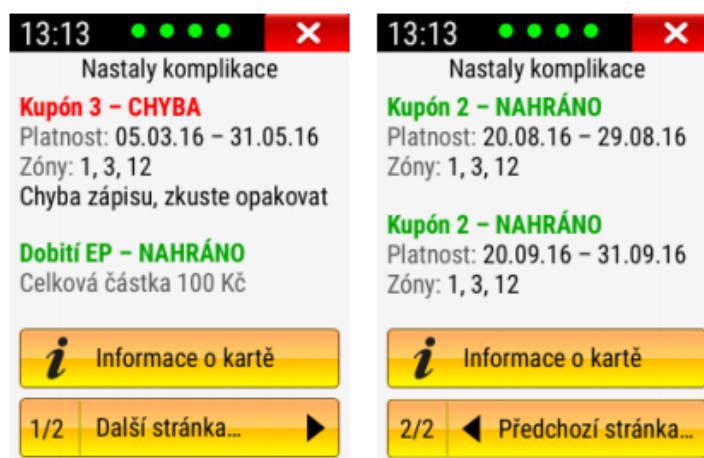 13:13
Nastaly komplikace
Kupón 3 – CHYBA
Platnost: 05.03.16 – 31.05.16
Zóny: 1, 3, 12
Chyba zápisu, zkuste opakovat
Dobití EP – NAHRÁNO
Celková částka 100 Kč
i Informace o kartě
1/2 Další stránka...
13:13
Nastaly komplikace
Kupón 2 – NAHRÁNO
Platnost: 20.08.16 – 29.08.16
Zóny: 1, 3, 12
Kupón 2 – NAHRÁNO
Platnost: 20.09.16 – 31.09.16
Zóny: 1, 3, 12
i Informace o kartě
2/2 Předchozí stránka...